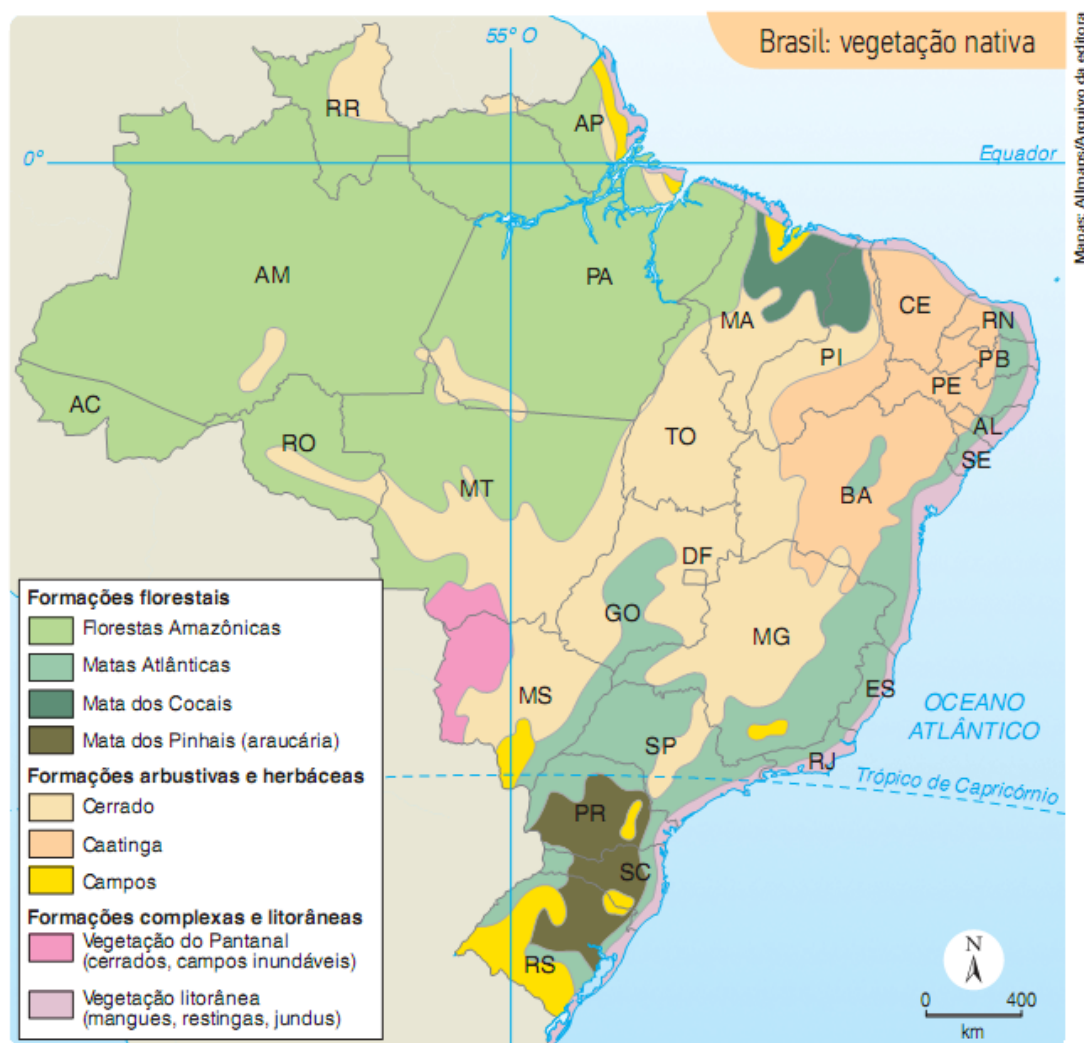 Brasil: vegetação nativa
Mapas: Allmaps/Arquivo da editora
55° O
0°
Equador
RR
AP
AM
PA
MA
CE
RN
PB
PI
PE
AC
AL
SE
RO
TO
BA
MT
DF
GO
MG
MS
ES
SP
RJ
PR
SC
RS
OCEANO
ATLÂNTICO
Trópico de Capricórnio
Formações florestais
Florestas Amazônicas
Matas Atlânticas
Mata dos Cocais
Mata dos Pinhais (araucária)
Formações arbustivas e herbáceas
Cerrado
Caatinga
Campos
Formações complexas e litorâneas
Vegetação do Pantanal
(cerrados, campos inundáveis)
Vegetação litorânea
(mangues, restingas, jundus)
N
0 400
km